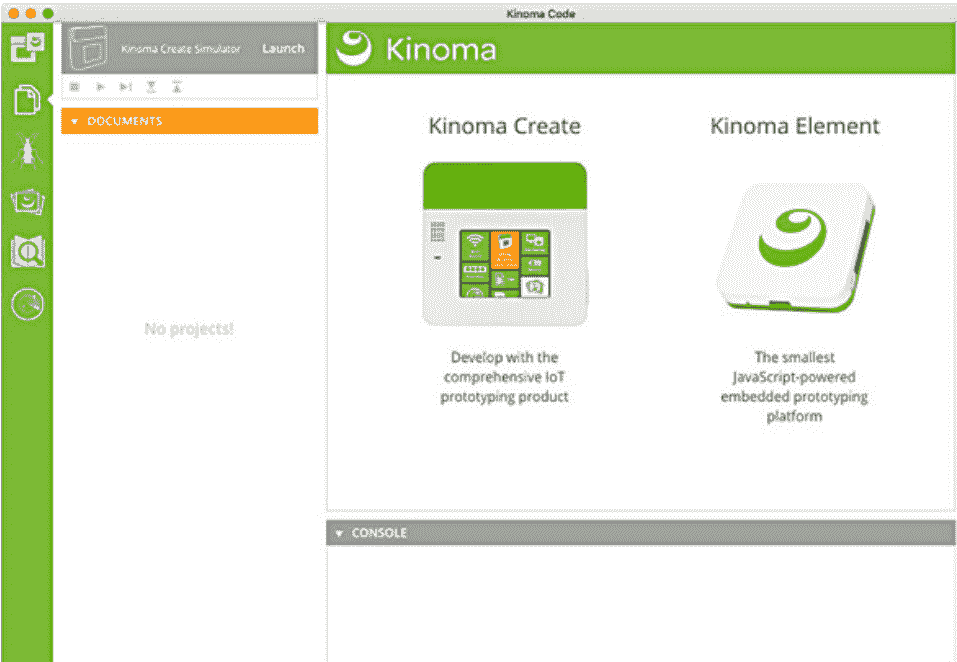 Kinoma Code
Kinoma Create Simulator Launch
DOCUMENTS
No projects!
Kinoma
Kinoma Create
Kinoma Element
Develop with the
comprehensive IoT
prototyping product
The smallest
JavaScript-powered
embedded prototyping
platform
CONSOLE